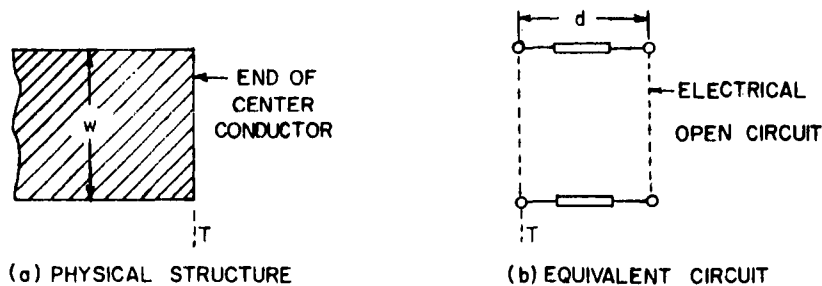 W
END OF
CENTER
CONDUCTOR
T
(a) PHYSICAL STRUCTURE
d
ELECTRICAL
OPEN CIRCUIT
T
(b) EQUIVALENT CIRCUIT